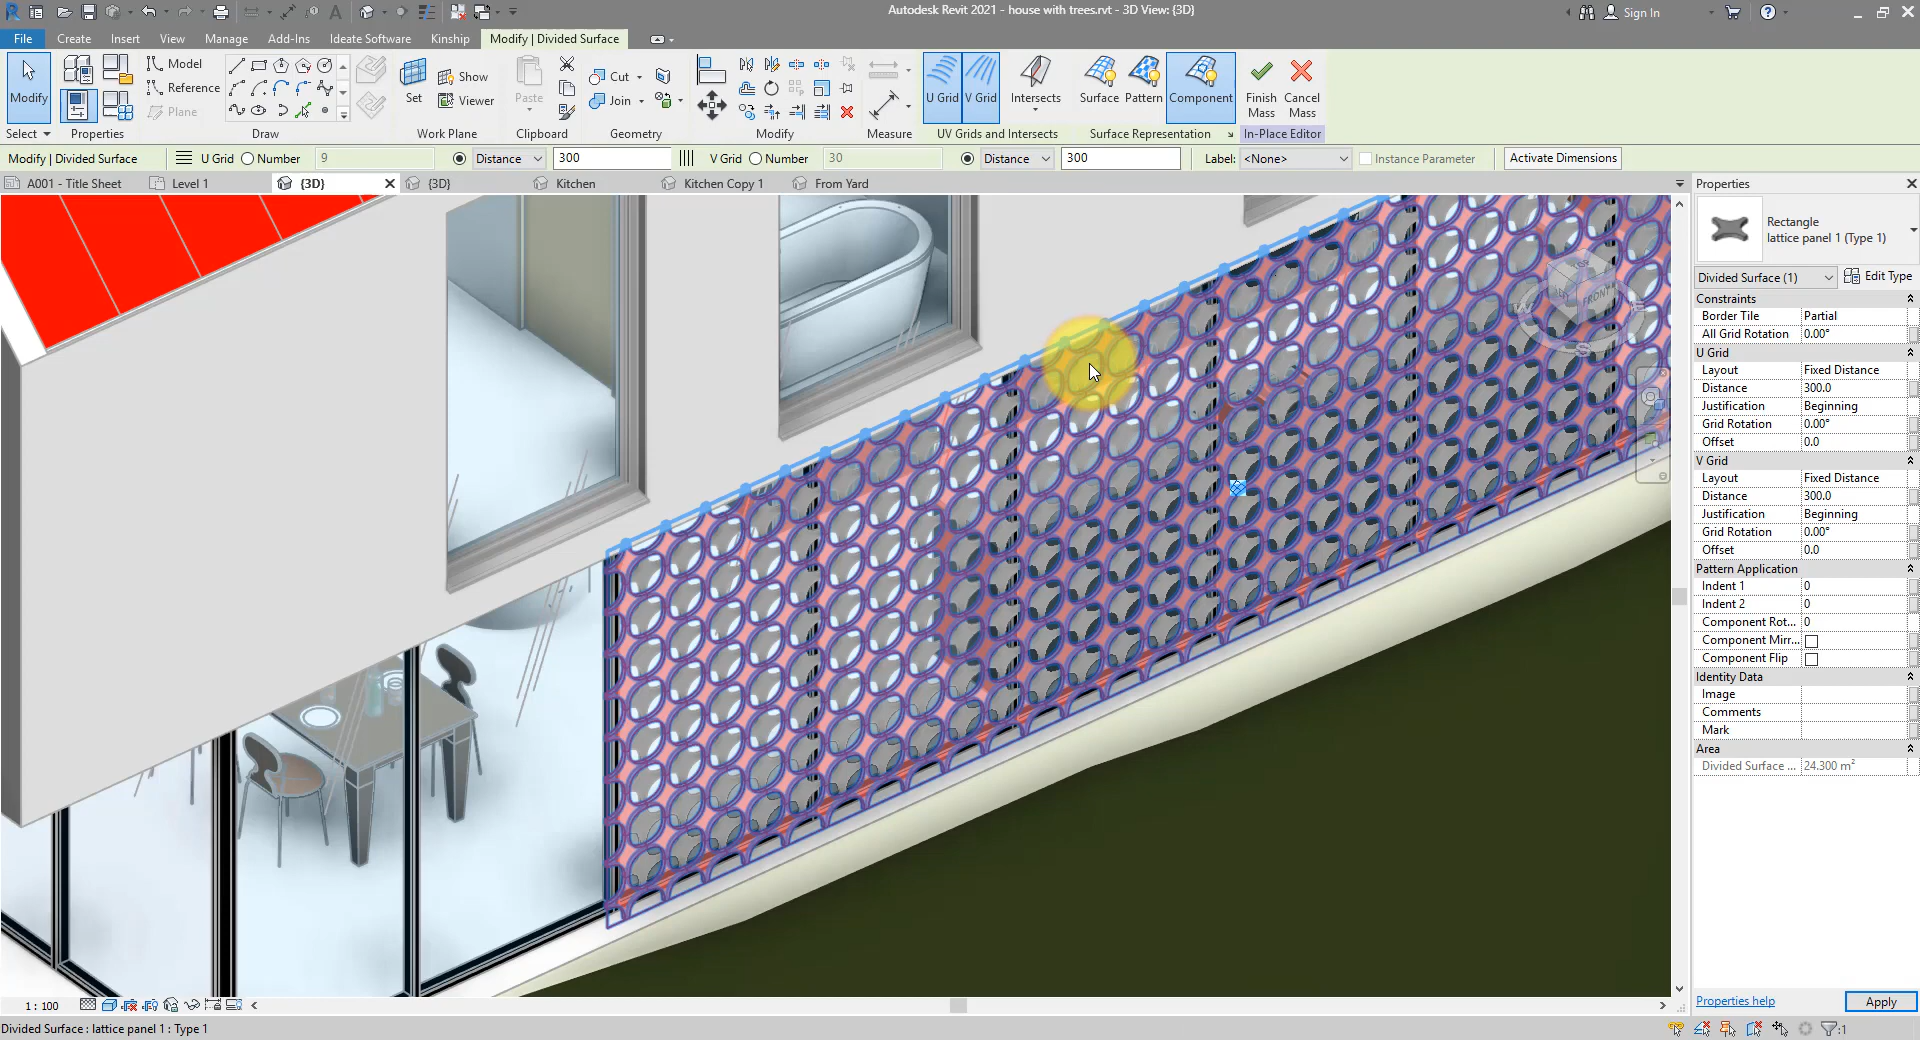 Autodesk Revit 2021 - house with trees.rvt - 3D View: {3D}
Sign In
File Create Insert View Manage Add-Ins Ideate Software Kinship Modify | Divided Surface
Modify
Model
Reference
Plane
Set
Show
Viewer
Paste
Cut
Join
U Grid V Grid
Intersects
Surface Pattern Component
Finish Mass
Cancel Mass
Select Properties Draw Work Plane Clipboard Geometry Modify Measure UV Grids and Intersects Surface Representation In-Place Editor
Modify | Divided Surface U Grid Number 9 Distance 300 V Grid Number 30 Distance 300 Label: <None> Instance Parameter Activate Dimensions
A001 - Title Sheet Level 1 {3D} {3D} Kitchen Kitchen Copy 1 From Yard
TOP
LEFT
FRONT
W
E
S
Properties
Rectangle
lattice panel 1 (Type 1)
Divided Surface (1) Edit Type
Constraints
Border Tile Partial
All Grid Rotation 0.00°
U Grid
Layout Fixed Distance
Distance 300.0
Justification Beginning
Grid Rotation 0.00°
Offset 0.0
V Grid
Layout Fixed Distance
Distance 300.0
Justification Beginning
Grid Rotation 0.00°
Offset 0.0
Pattern Application
Indent 1 0
Indent 2 0
Component Rot... 0
Component Mirr...
Component Flip
Identity Data
Image
Comments
Mark
Area
Divided Surface ... 24.300 m²
Properties help Apply
1 : 100
Divided Surface : lattice panel 1 : Type 1
:1